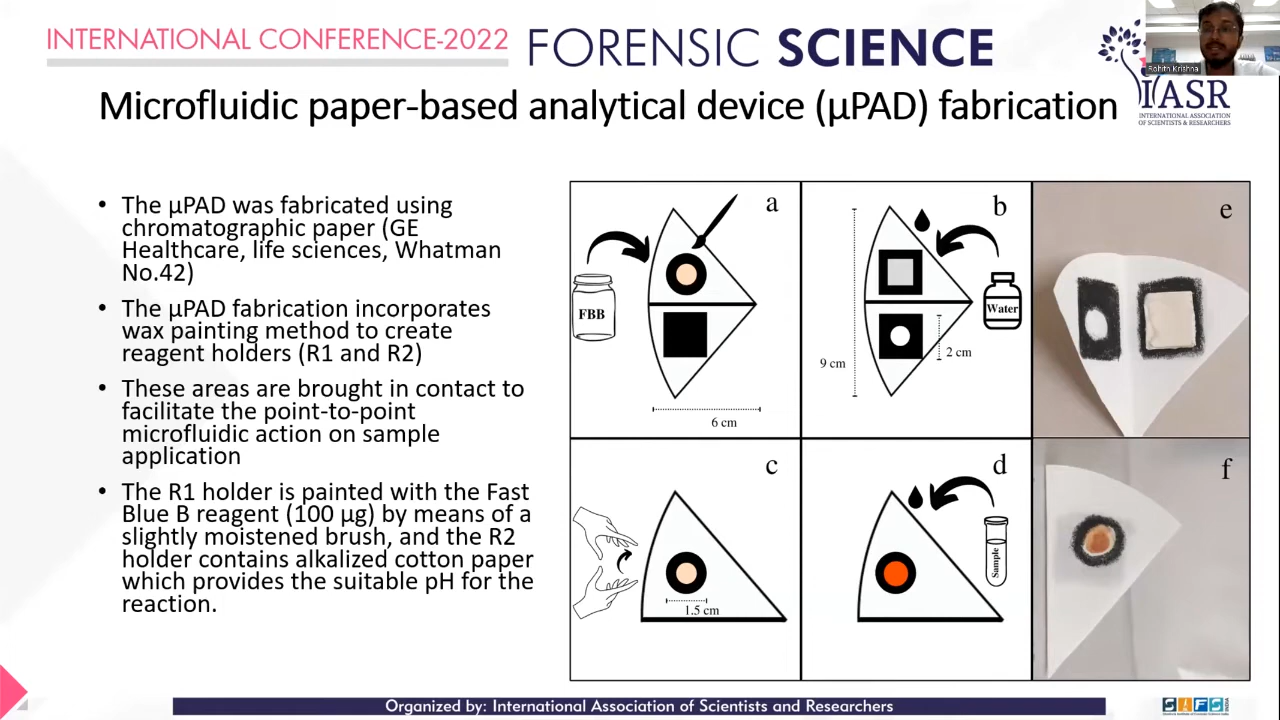 INTERNATIONAL CONFERENCE-2022 FORENSIC SCIENCE
Rohith Krishna
IASR
INTERNATIONAL ASSOCIATION
OF SCIENTISTS & RESEARCHERS
Microfluidic paper-based analytical device (µPAD) fabrication
• The µPAD was fabricated using
chromatographic paper (GE
Healthcare, life sciences, Whatman
No.42)
• The µPAD fabrication incorporates
wax painting method to create
reagent holders (R1 and R2)
• These areas are brought in contact to
facilitate the point-to-point
microfluidic action on sample
application
• The R1 holder is painted with the Fast
Blue B reagent (100 µg) by means of a
slightly moistened brush, and the R2
holder contains alkalized cotton paper
which provides the suitable pH for the
reaction.
a
FBB
6 cm
b
Water
9 cm
2 cm
e
c
1.5 cm
d
Sample
f
Organized by: International Association of Scientists and Researchers
SIFS
INDIA